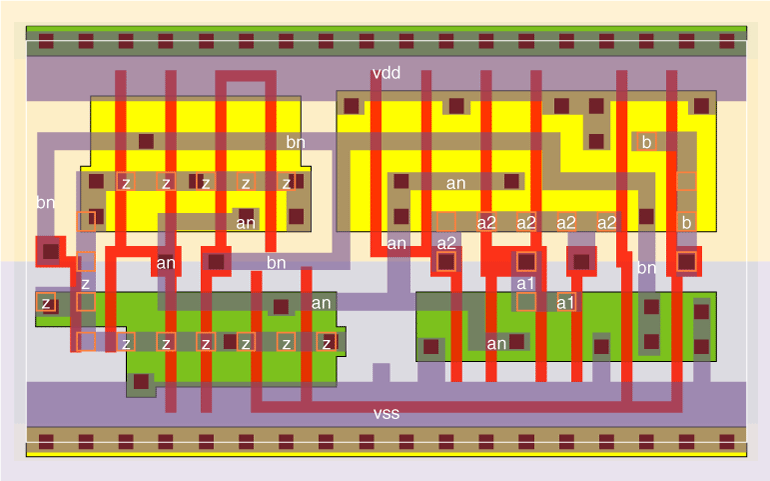 vdd
bn b
z z z z z an
bn an a2 a2 a2 a2 b
an a2
an bn bn
z a1
z an a1
z z z z z z an
vss